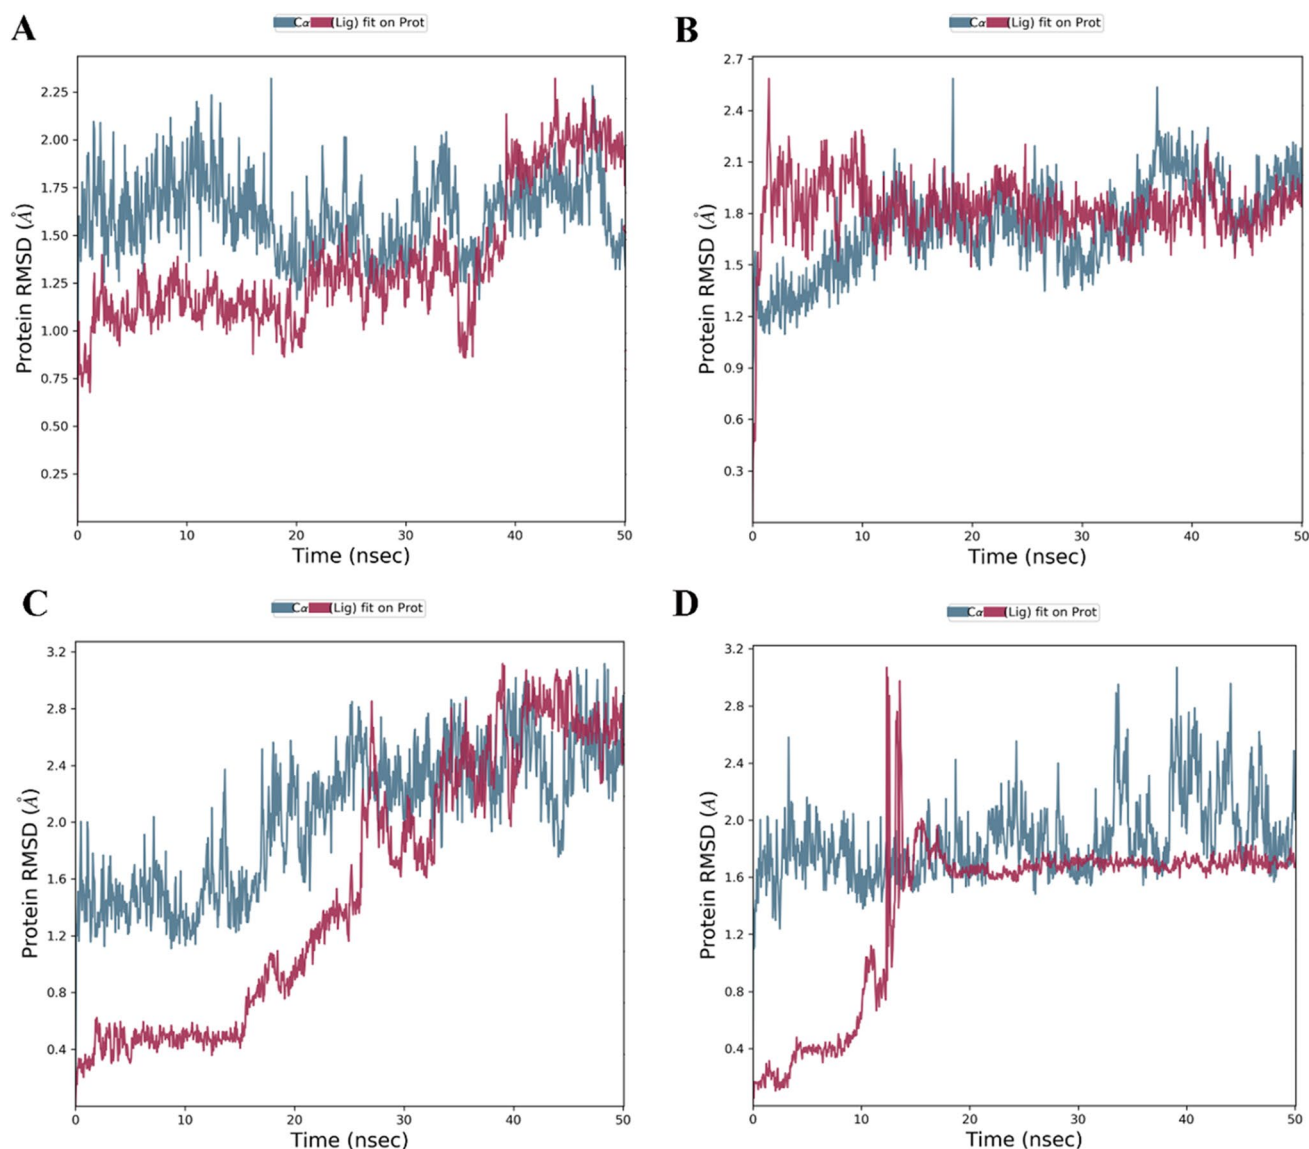 A
Cα (Lig) fit on Prot
2.25
2.00
1.75
1.50
1.25
1.00
0.75
0.50
0.25
Protein RMSD (Å)
0 10 20 30 40 50
Time (nsec)
B
Cα (Lig) fit on Prot
2.7
2.4
2.1
1.8
1.5
1.2
0.9
0.6
0.3
Protein RMSD (Å)
0 10 20 30 40 50
Time (nsec)
C
Cα (Lig) fit on Prot
3.2
2.8
2.4
2.0
1.6
1.2
0.8
0.4
Protein RMSD (Å)
0 10 20 30 40 50
Time (nsec)
D
Cα (Lig) fit on Prot
3.2
2.8
2.4
2.0
1.6
1.2
0.8
0.4
Protein RMSD (Å)
0 10 20 30 40 50
Time (nsec)